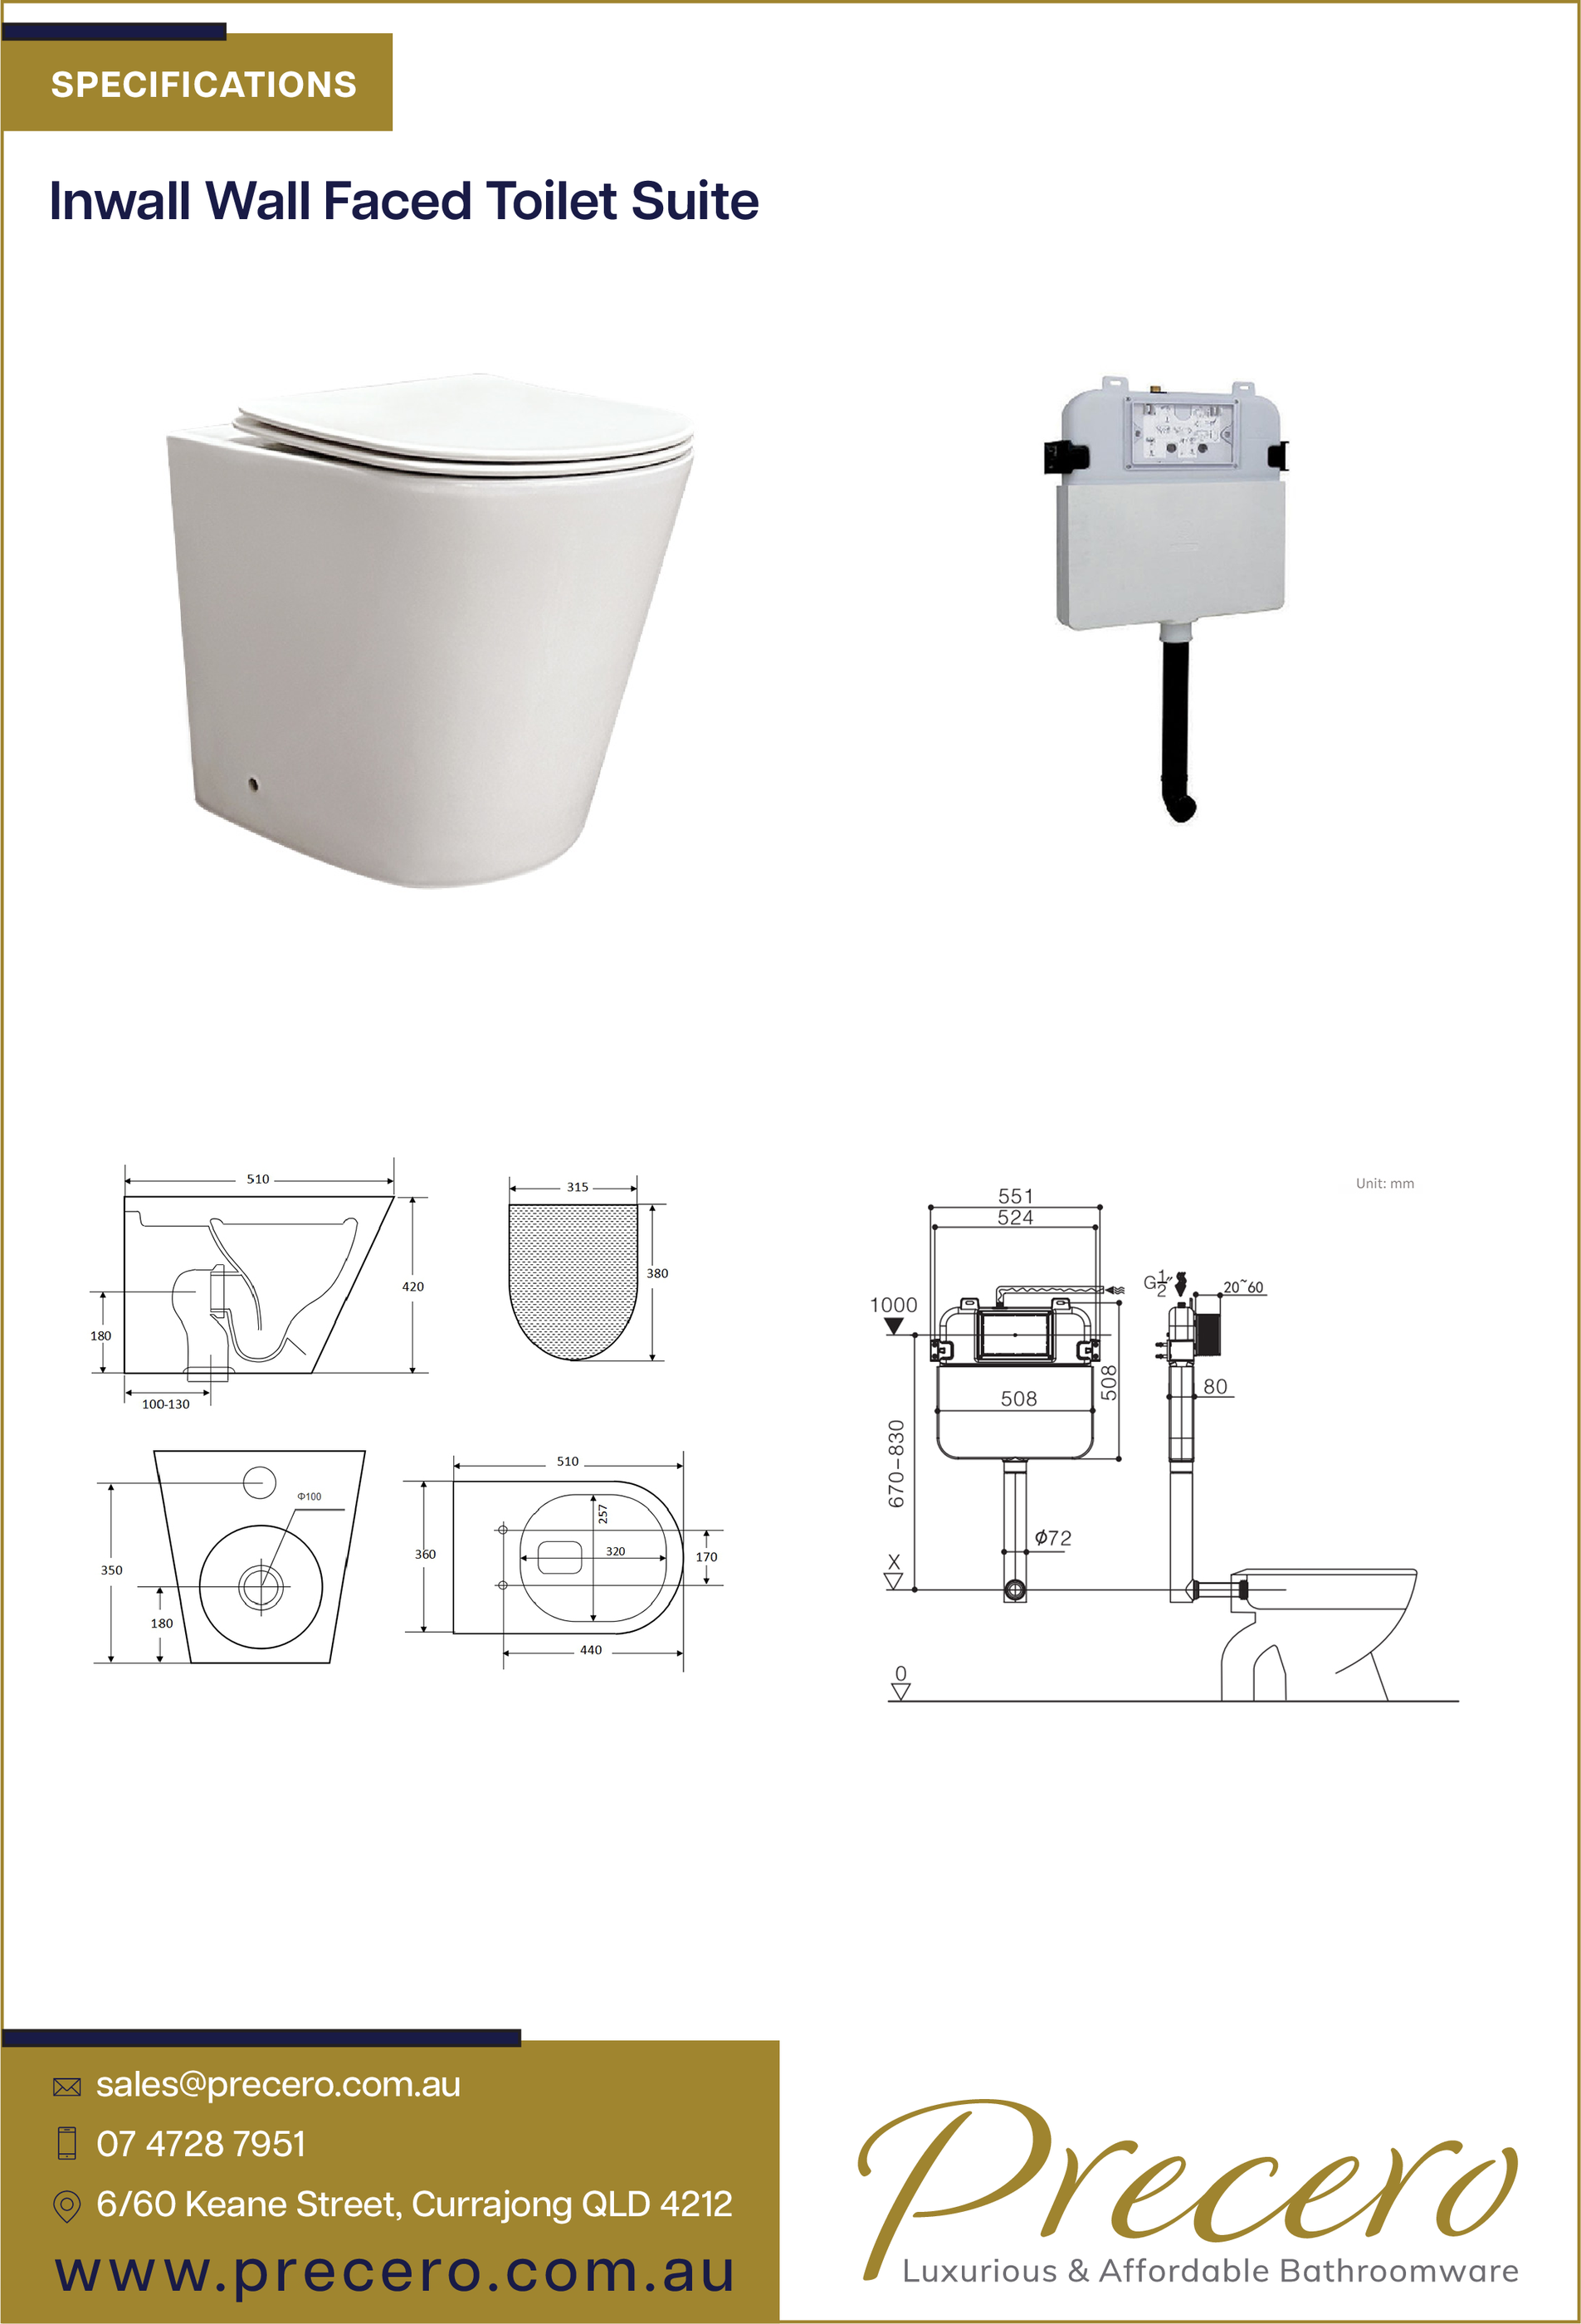 SPECIFICATIONS
Inwall Wall Faced Toilet Suite
510
420
180
100-130
315
380
Φ100
350
180
510
257
320
360
170
440
Unit: mm
551
524
G1/2"
20~60
1000
508
508
80
670-830
ϕ72
X
0
sales@precero.com.au
07 4728 7951
6/60 Keane Street, Currajong QLD 4212
www.precero.com.au
Precero
Luxurious & Affordable Bathroomware